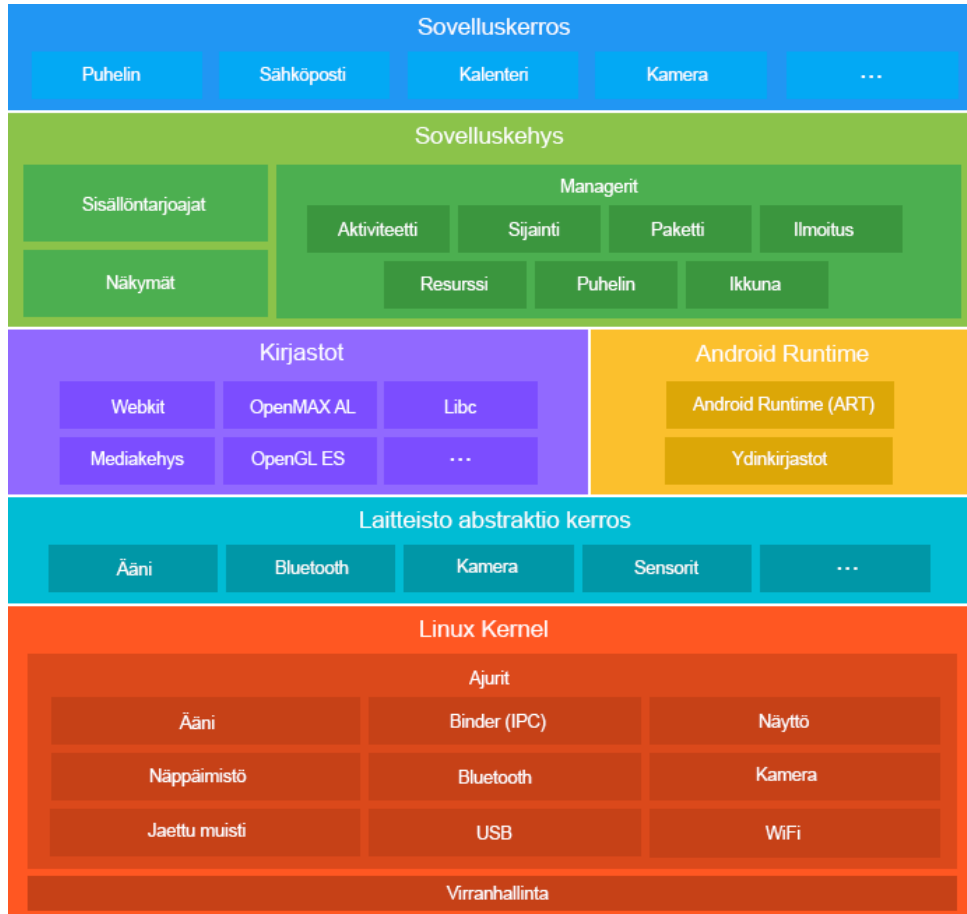 Sovelluskerros
Puhelin
Sähköposti
Kalenteri
Kamera
...
Sovelluskehys
Sisällöntarjoajat
Näkymät
Managerit
Aktiviteetti
Sijainti
Paketti
Ilmoitus
Resurssi
Puhelin
Ikkuna
Kirjastot
Webkit
OpenMAX AL
Libc
Mediakehys
OpenGL ES
...
Android Runtime
Android Runtime (ART)
Ydinkirjastot
Laitteisto abstraktio kerros
Ääni
Bluetooth
Kamera
Sensorit
...
Linux Kernel
Ajurit
Ääni
Binder (IPC)
Näyttö
Näppäimistö
Bluetooth
Kamera
Jaettu muisti
USB
WiFi
Virranhallinta